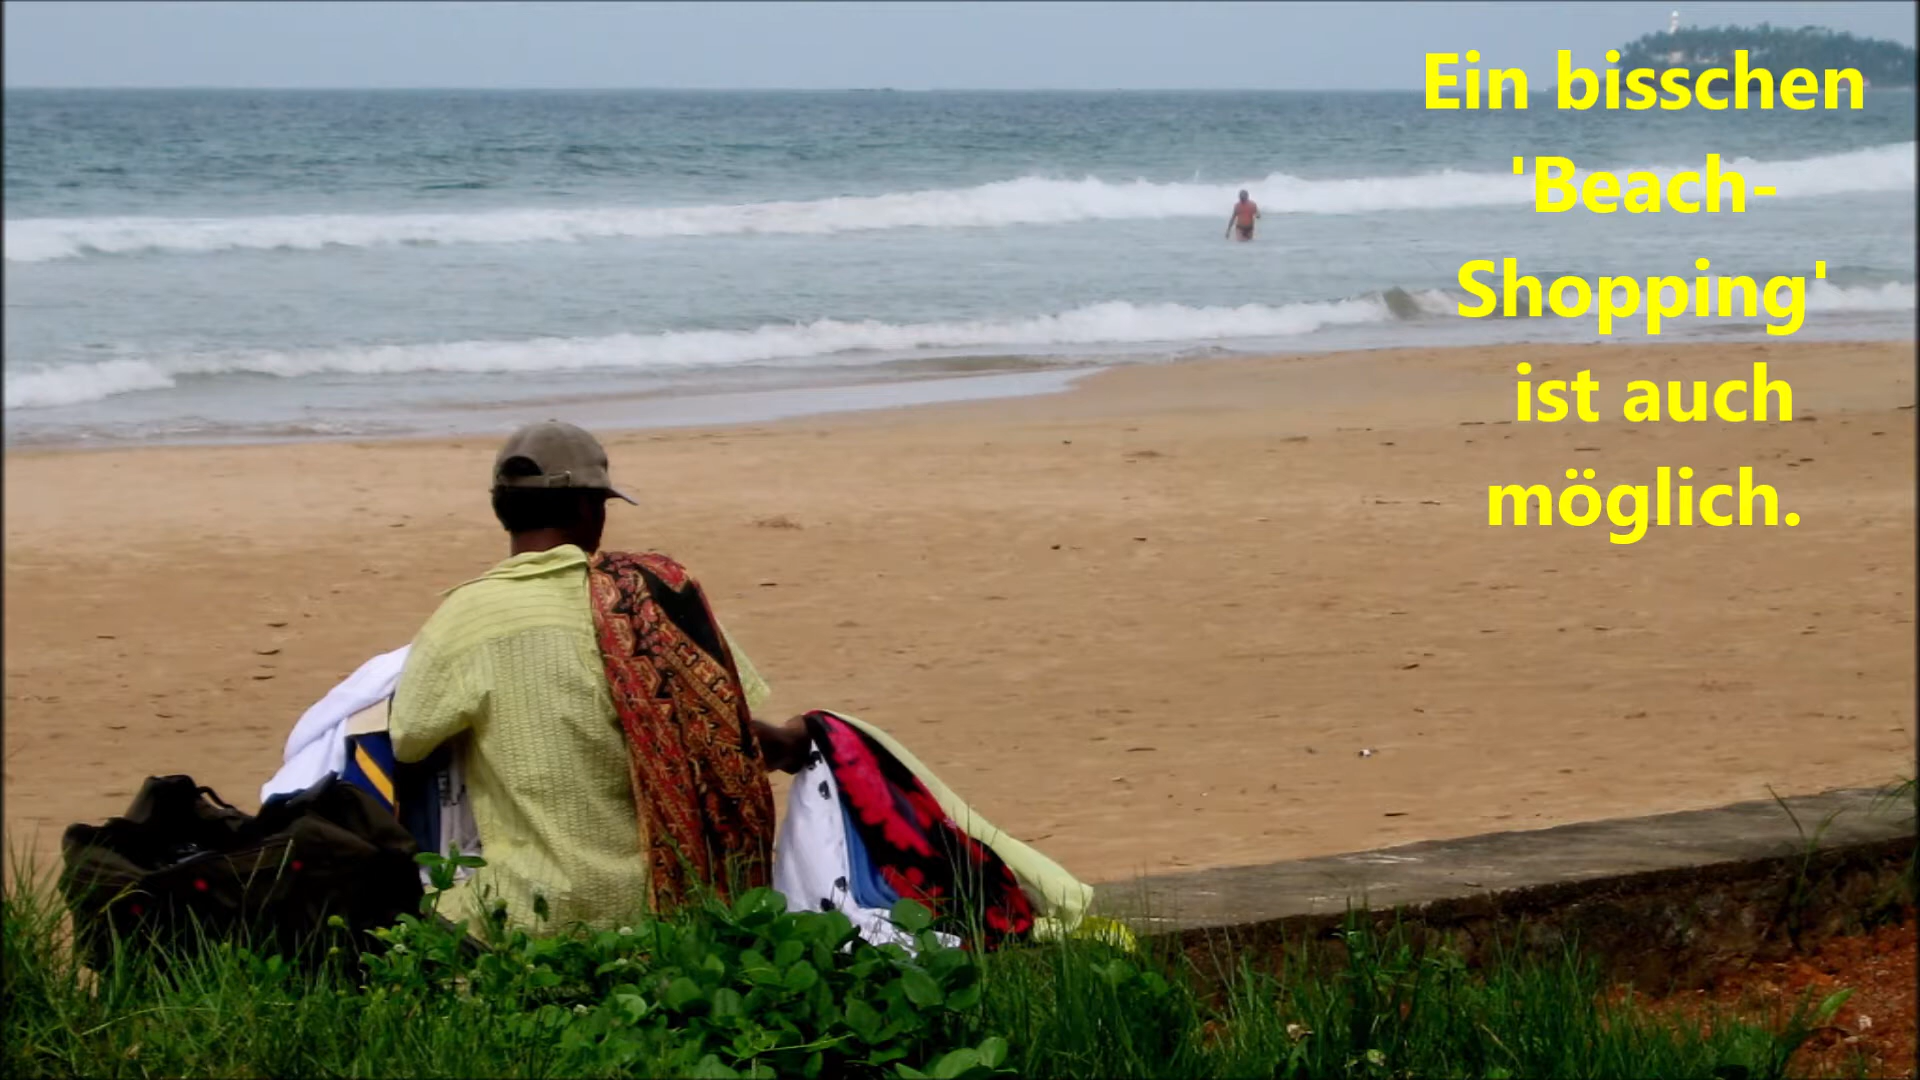 Ein bisschen
'Beach-
Shopping'
ist auch
möglich.